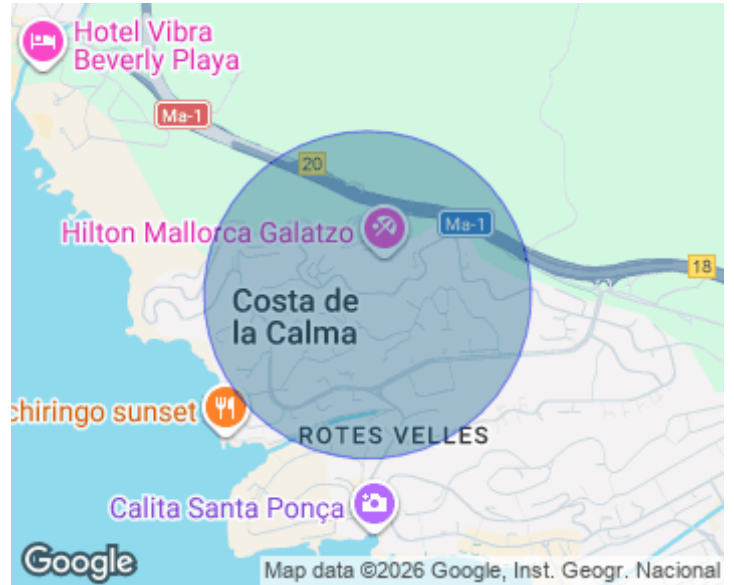 Hotel Vibra
Beverly Playa
Ma-1
20
Hilton Mallorca Galatzo
Ma-1
18
Costa de
la Calma
chiringo sunset
ROTES VELLES
Calita Santa Ponça
Google
Map data ©2026 Google, Inst. Geogr. Nacional